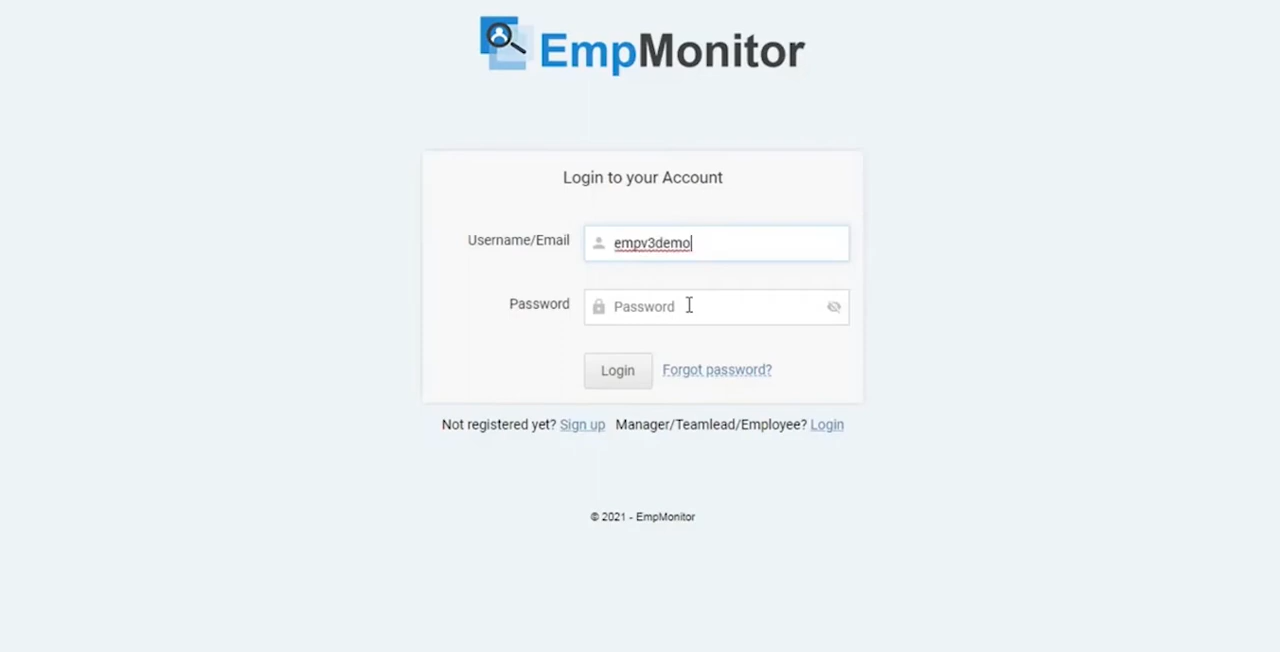 EmpMonitor
Login to your Account
Username/Email empv3demo
Password Password
Login Forgot password?
Not registered yet? Sign up Manager/Teamlead/Employee? Login
© 2021 - EmpMonitor